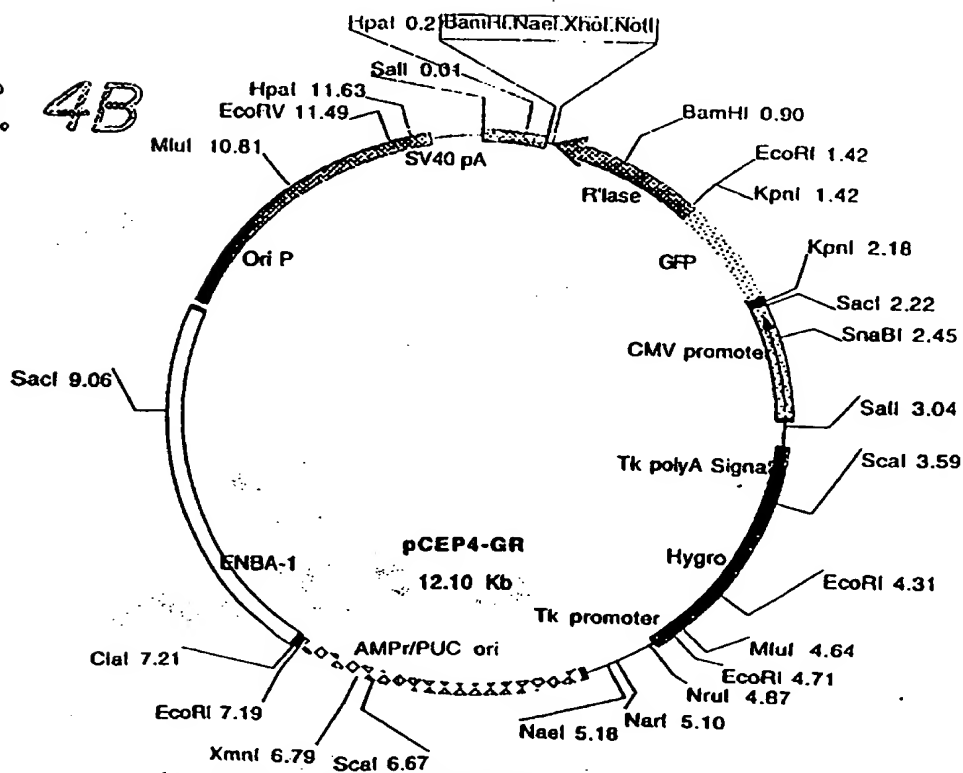 4B
HpaI 0.2
BamHI.NaeI.XhoI.NotI
SalI 0.01
HpaI 11.63
EcoRV 11.49
MluI 10.81
SV40 pA
BamHI 0.90
EcoRI 1.42
KpnI 1.42
R'lase
GFP
Ori P
KpnI 2.18
SacI 2.22
SnaBI 2.45
CMV promoter
SacI 9.06
SalI 3.04
Tk polyA Signa
ScaI 3.59
pCEP4-GR
12.10 Kb
ENBA-1
Hygro
EcoRI 4.31
Tk promoter
MluI 4.64
EcoRI 4.71
NruI 4.87
NarI 5.10
NaeI 5.18
AMPr/PUC ori
ClaI 7.21
EcoRI 7.19
XmnI 6.79
ScaI 6.67